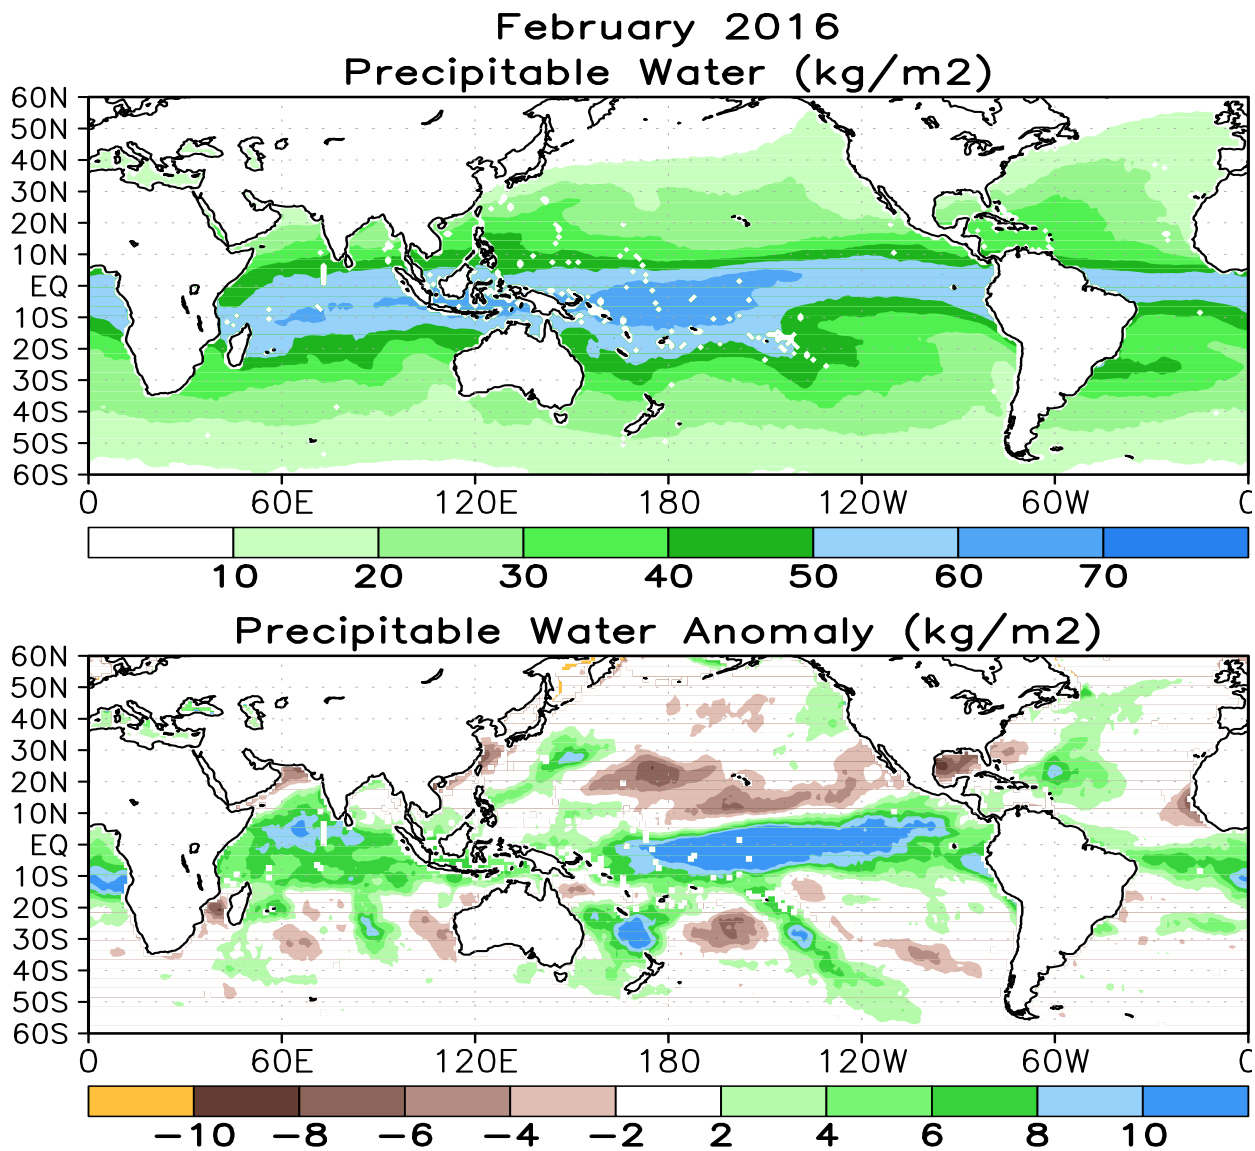 February 2016
Precipitable Water (kg/m2)
60N
50N
40N
30N
20N
10N
EQ
10S
20S
30S
40S
50S
60S
0 60E 120E 180 120W 60W 0
10 20 30 40 50 60 70
Precipitable Water Anomaly (kg/m2)
60N
50N
40N
30N
20N
10N
EQ
10S
20S
30S
40S
50S
60S
0 60E 120E 180 120W 60W 0
−10 −8 −6 −4 −2 2 4 6 8 10